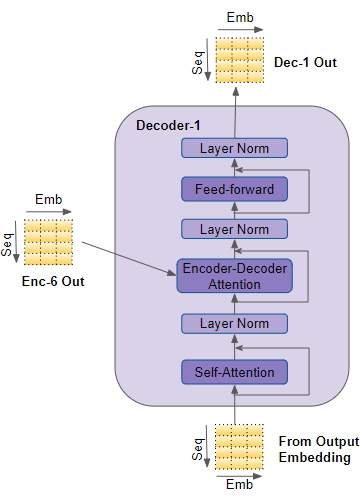 Emb
Seq
Dec-1 Out
Decoder-1
Layer Norm
Feed-forward
Layer Norm
Emb
Seq
Enc-6 Out
Encoder-Decoder
Attention
Layer Norm
Self-Attention
Seq
From Output
Embedding
Emb